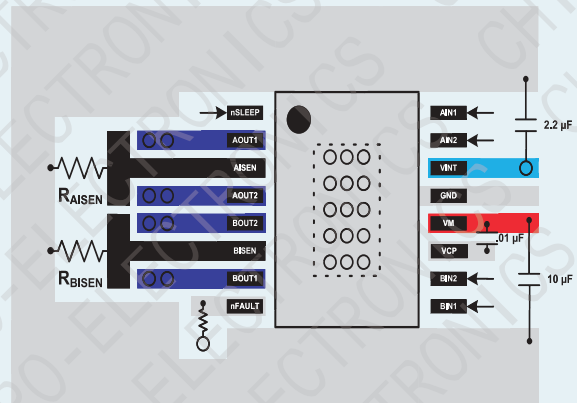 nSLEEP
AOUT1
AISEN
AOUT2
BOUT2
BISEN
BOUT1
nFAULT
RAISEN
RBISEN
AIN1
AIN2
VINT
GND
VM
VCP
BIN2
BIN1
2.2 µF
.01 µF
10 µF